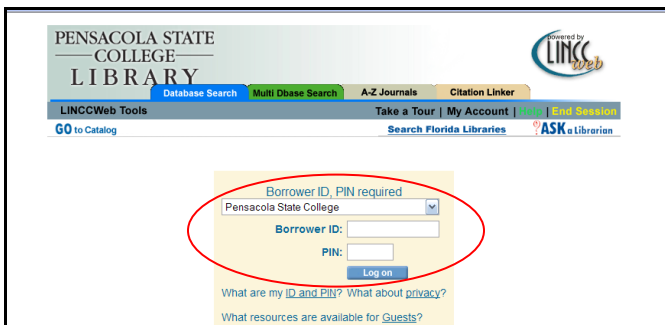 PENSACOLA STATE
COLLEGE
LIBRARY
powered by
LINCC
web
Database Search Multi Dbase Search A-Z Journals Citation Linker
LINCCWeb Tools Take a Tour | My Account | Help | End Session
GO to Catalog Search Florida Libraries ?ASK a Librarian
Borrower ID, PIN required
Pensacola State College
Borrower ID:
PIN:
Log on
What are my ID and PIN? What about privacy?
What resources are available for Guests?